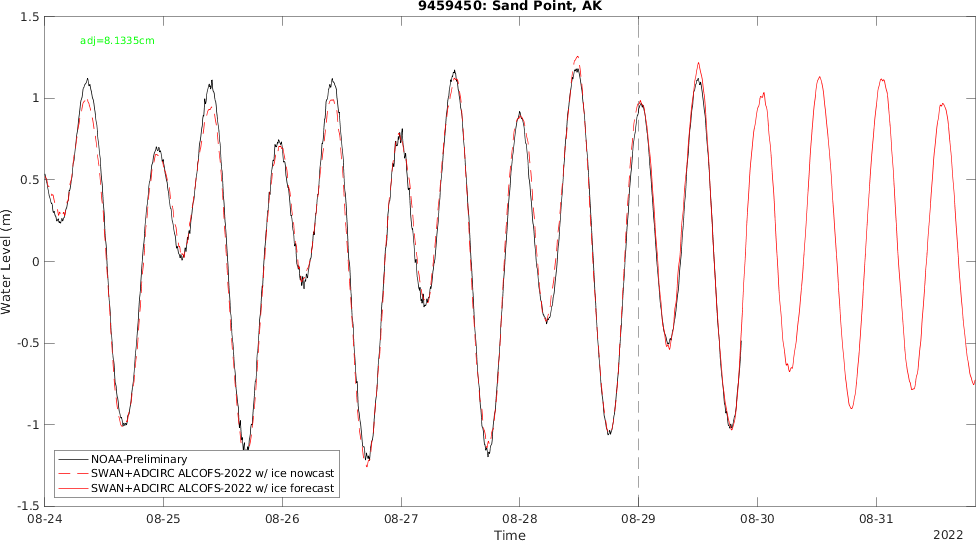 9459450: Sand Point, AK
adj=8.1335cm
1.5
1
0.5
0
-0.5
-1
-1.5
Water Level (m)
NOAA-Preliminary
SWAN+ADCIRC ALCOFS-2022 w/ ice nowcast
SWAN+ADCIRC ALCOFS-2022 w/ ice forecast
08-24 08-25 08-26 08-27 08-28 08-29 08-30 08-31
Time
2022